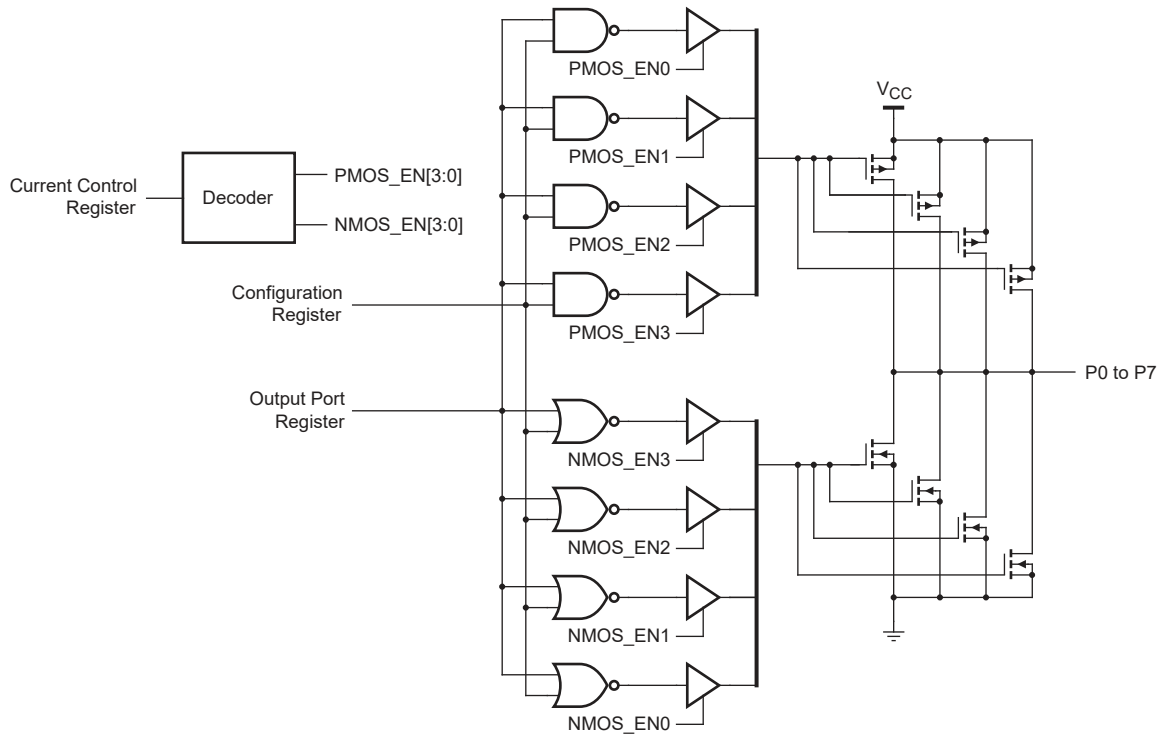 PMOS_EN0
VCC
PMOS_EN1
Current Control
Register
Decoder
PMOS_EN[3:0]
NMOS_EN[3:0]
PMOS_EN2
Configuration
Register
PMOS_EN3
P0 to P7
Output Port
Register
NMOS_EN3
NMOS_EN2
NMOS_EN1
NMOS_EN0